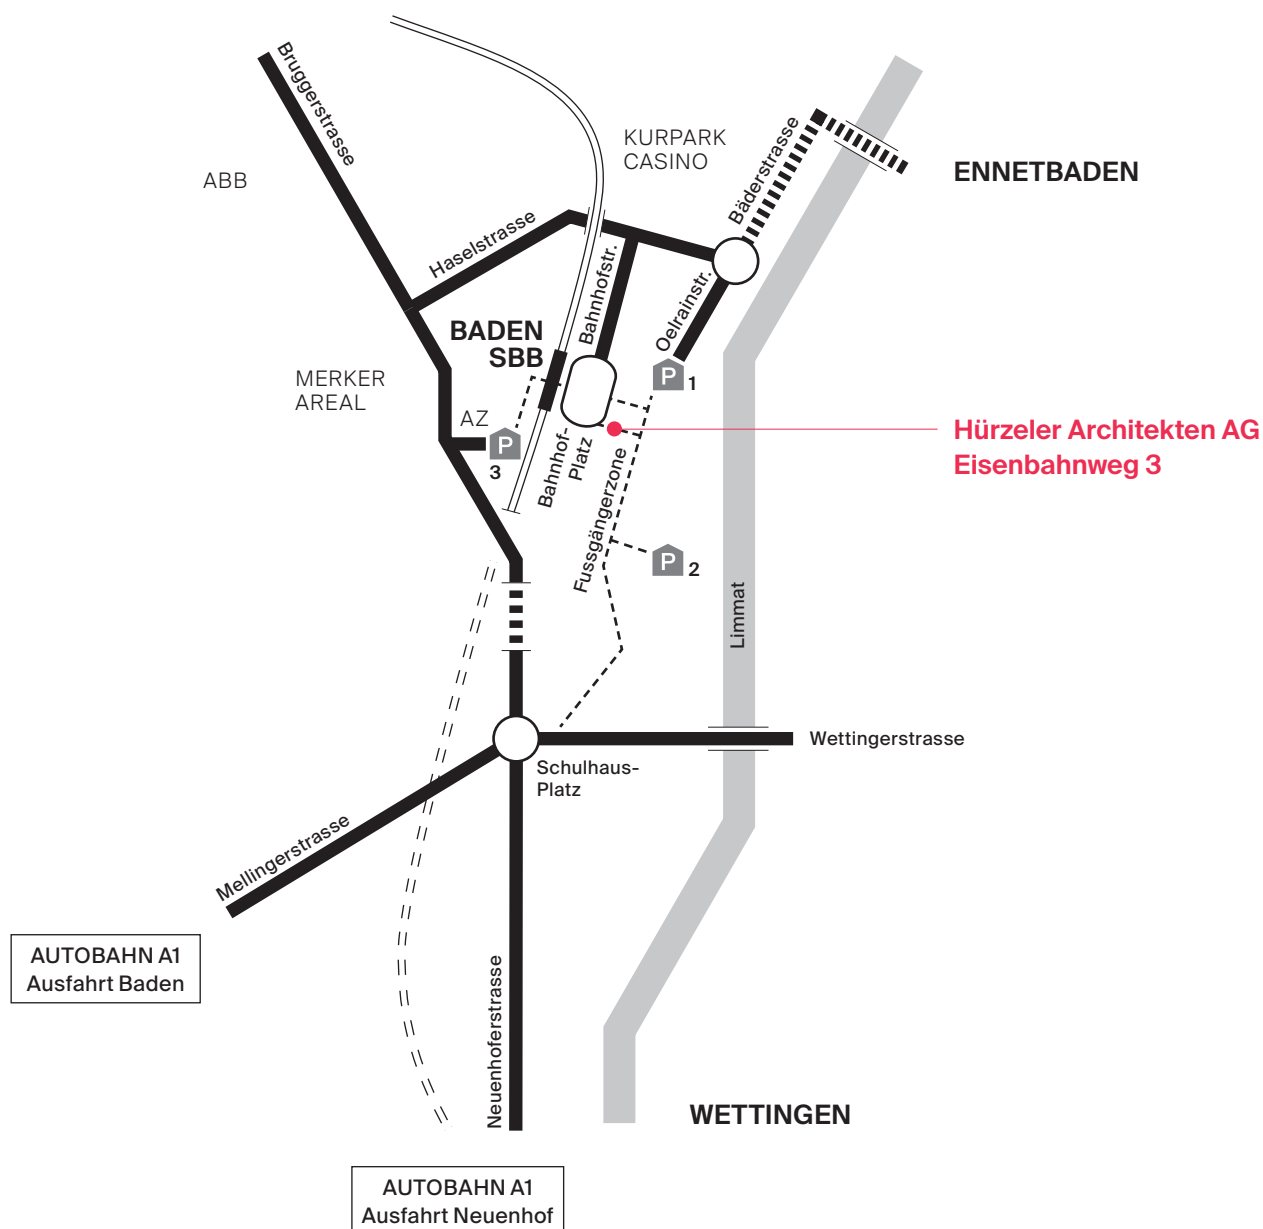 Bruggerstrasse
KURPARK
CASINO
Bäderstrasse
ABB
ENNETBADEN
Haselstrasse
Bahnhofstr.
Oelrainstr.
BADEN
SBB
MERKER
AREAL
P 1
AZ
P
3
Bahnhof-
Platz
Hürzeler Architekten AG
Eisenbahnweg 3
Fussgängerzone
P 2
Limmat
Wettingerstrasse
Schulhaus-
Platz
Mellingerstrasse
AUTOBAHN A1
Ausfahrt Baden
Neuenhoferstrasse
WETTINGEN
AUTOBAHN A1
Ausfahrt Neuenhof